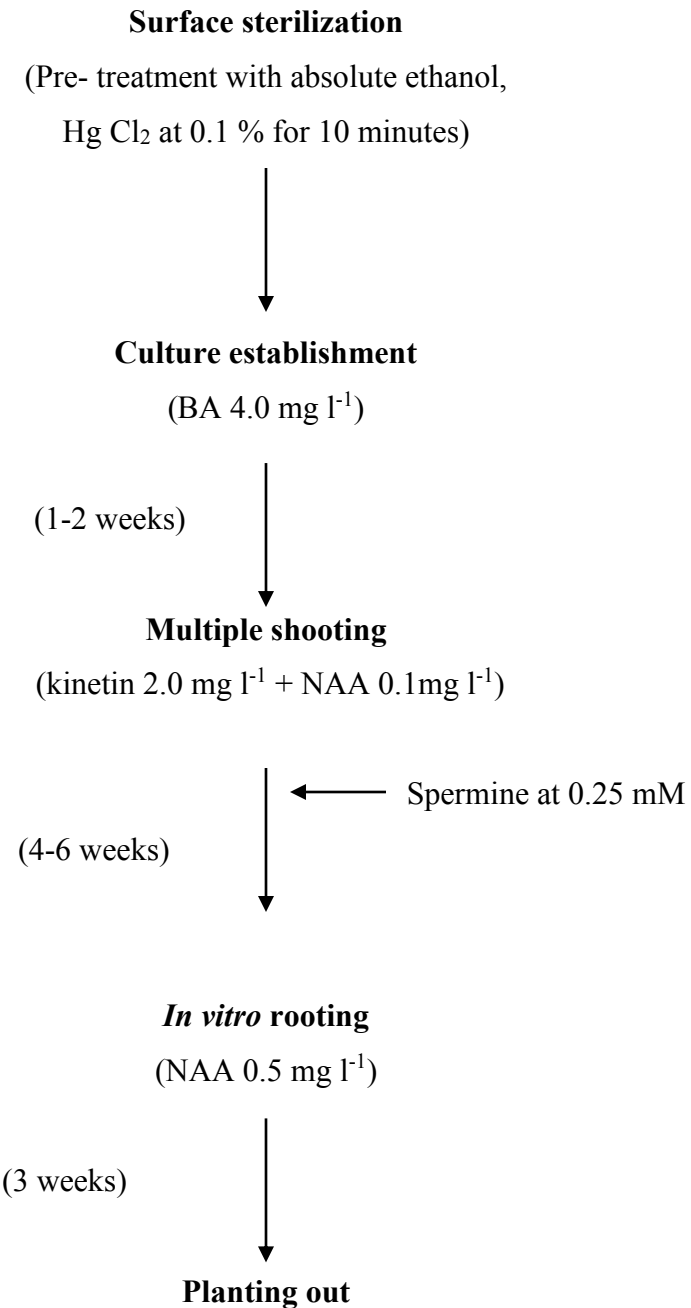 Surface sterilization
(Pre- treatment with absolute ethanol,
Hg Cl₂ at 0.1 % for 10 minutes)
Culture establishment
(BA 4.0 mg l⁻¹)
(1-2 weeks)
Multiple shooting
(kinetin 2.0 mg l⁻¹ + NAA 0.1mg l⁻¹)
Spermine at 0.25 mM
(4-6 weeks)
In vitro rooting
(NAA 0.5 mg l⁻¹)
(3 weeks)
Planting out